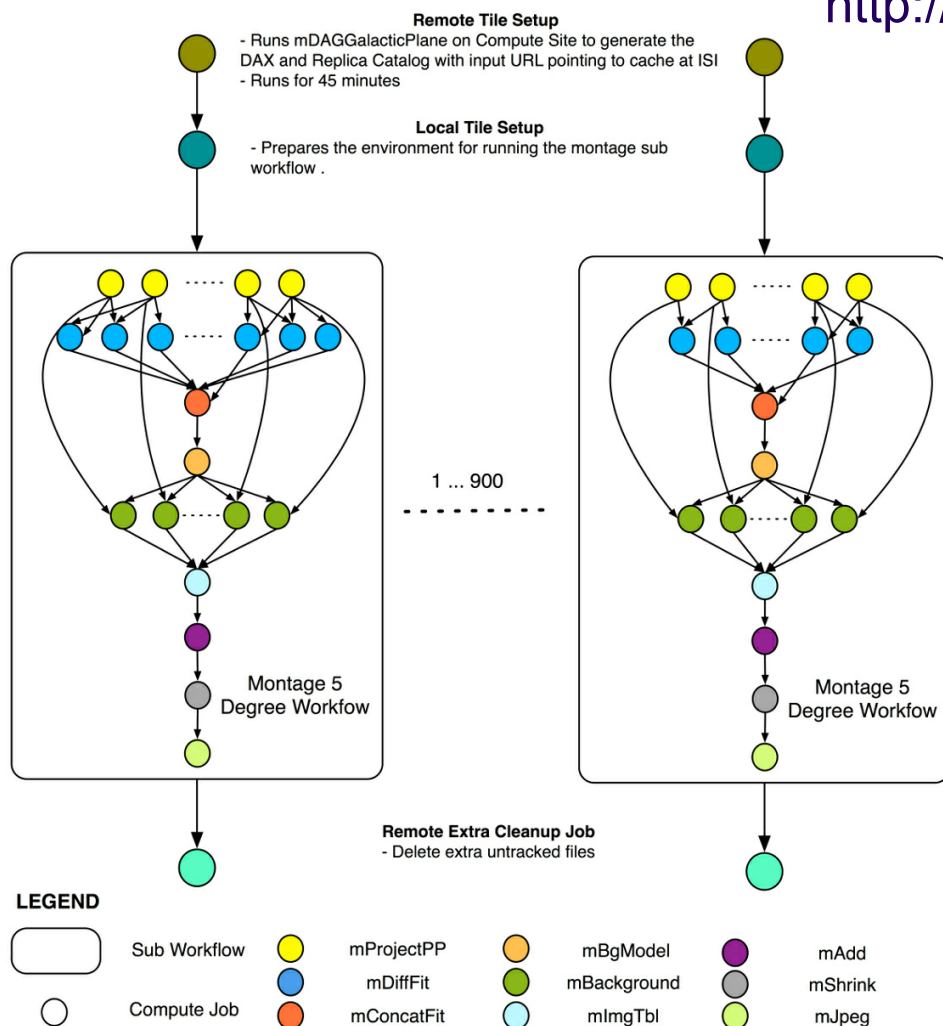 http://
Remote Tile Setup
- Runs mDAGGalacticPlane on Compute Site to generate the
DAX and Replica Catalog with input URL pointing to cache at ISI
- Runs for 45 minutes
Local Tile Setup
- Prepares the environment for running the montage sub
workflow .
1 ... 900
Montage 5
Degree Workfow
Montage 5
Degree Workfow
Remote Extra Cleanup Job
- Delete extra untracked files
LEGEND
Sub Workflow
mProjectPP
mBgModel
mAdd
mDiffFit
mBackground
mShrink
Compute Job
mConcatFit
mImgTbl
mJpeg